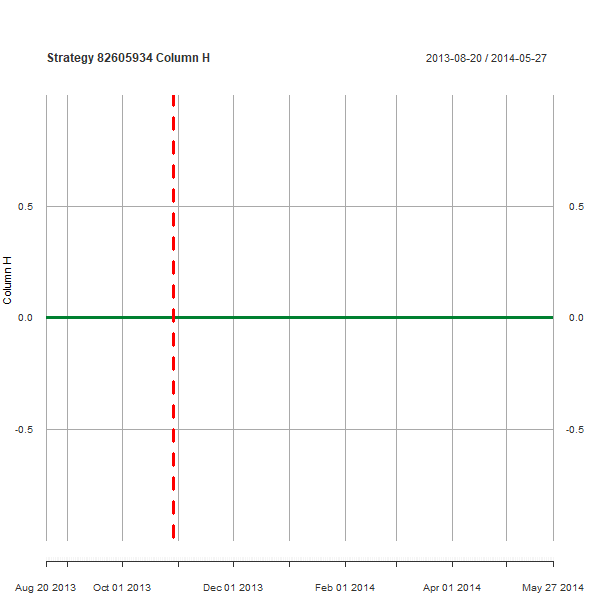 Strategy 82605934 Column H 2013-08-20 / 2014-05-27
0.5 0.5
Column H
0.0 0.0
-0.5 -0.5
Aug 20 2013 Oct 01 2013 Dec 01 2013 Feb 01 2014 Apr 01 2014 May 27 2014